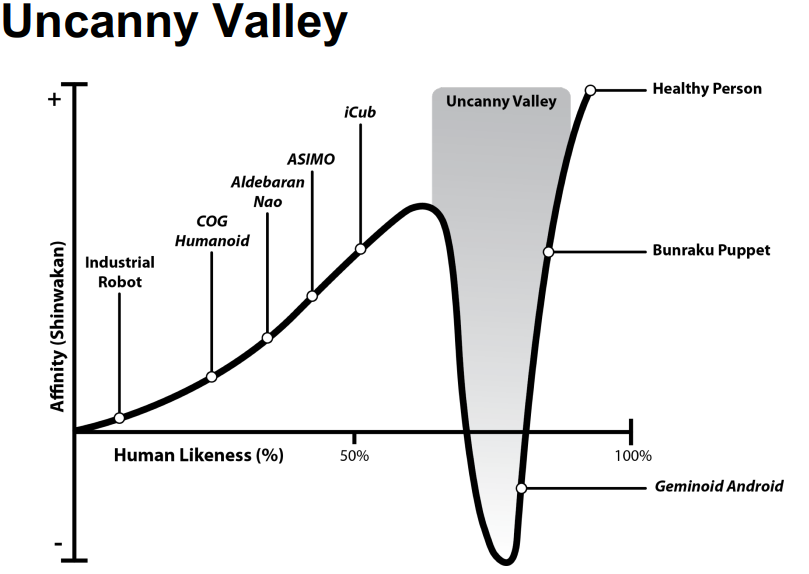 Uncanny Valley
+
Uncanny Valley
Healthy Person
iCub
ASIMO
Aldebaran
Nao
COG
Humanoid
Industrial
Robot
Bunraku Puppet
Affinity (Shinwakan)
Human Likeness (%)
50%
100%
Geminoid Android
-